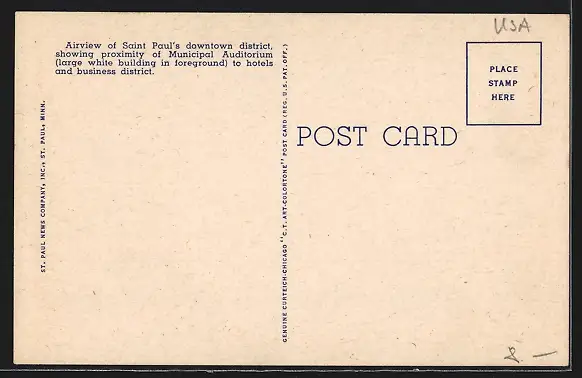 USA
Airview of Saint Paul's downtown district,
showing proximity of Municipal Auditorium
(large white building in foreground) to hotels
and business district.
PLACE
STAMP
HERE
POST CARD
ST. PAUL NEWS COMPANY, INC., ST. PAUL, MINN.
GENUINE CURTEICH-CHICAGO "C.T. ART-COLORTONE" POST CARD (REG. U.S. PAT. OFF.)